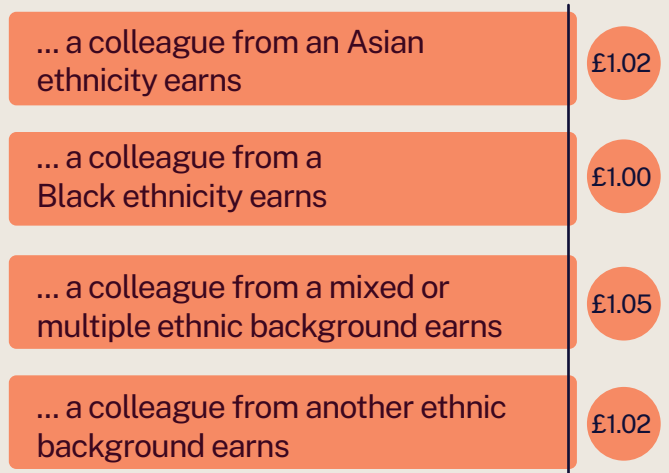 ... a colleague from an Asian
ethnicity earns
£1.02
... a colleague from a
Black ethnicity earns
£1.00
... a colleague from a mixed or
multiple ethnic background earns
£1.05
... a colleague from another ethnic
background earns
£1.02